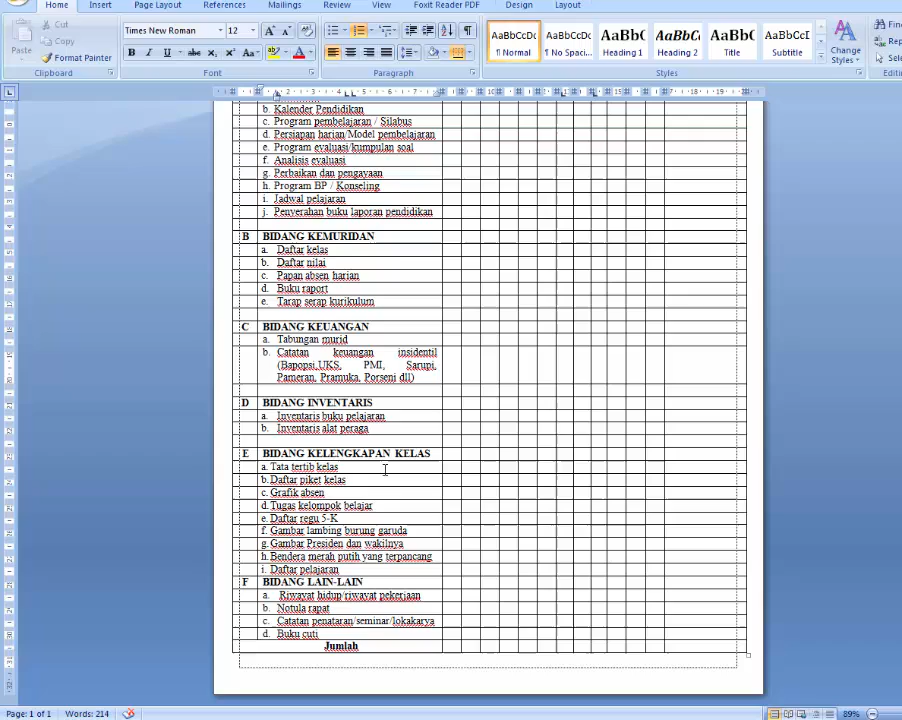 Home Insert Page Layout References Mailings Review View Foxit Reader PDF Design Layout
Cut
Copy
Paste
Format Painter
Clipboard
Times New Roman 12
Font
Paragraph
AaBbCcDc AaBbCcDc AaBbC AaBbCc AaBbC AaBbCcI
¶ Normal ¶ No Spaci... Heading 1 Heading 2 Title Subtitle
Change
Styles
Styles
b. Kalender Pendidikan
c. Program pembelajaran / Silabus
d. Persiapan harian/Model pembelajaran
e. Program evaluasi/kumpulan soal
f. Analisis evaluasi
g. Perbaikan dan pengayaan
h. Program BP / Konseling
i. Jadwal pelajaran
j. Penyerahan buku laporan pendidikan
B BIDANG KEMURIDAN
a. Daftar kelas
b. Daftar nilai
c. Papan absen harian
d. Buku raport
e. Tarap serap kurikulum
C BIDANG KEUANGAN
a. Tabungan murid
b. Catatan keuangan insidentil
(Bapopsi,UKS, PMI, Sarupi,
Pameran, Pramuka, Porseni dll)
D BIDANG INVENTARIS
a. Inventaris buku pelajaran
b. Inventaris alat peraga
E BIDANG KELENGKAPAN KELAS
a. Tata tertib kelas
b. Daftar piket kelas
c. Grafik absen
d. Tugas kelompok belajar
e. Daftar regu 5-K
f. Gambar lambing burung garuda
g. Gambar Presiden dan wakilnya
h. Bendera merah putih yang terpancang
i. Daftar pelajaran
F BIDANG LAIN-LAIN
a. Riwayat hidup/riwayat pekerjaan
b. Notula rapat
c. Catatan penataran/seminar/lokakarya
d. Buku cuti
Jumlah
Page: 1 of 1 Words: 214 89%